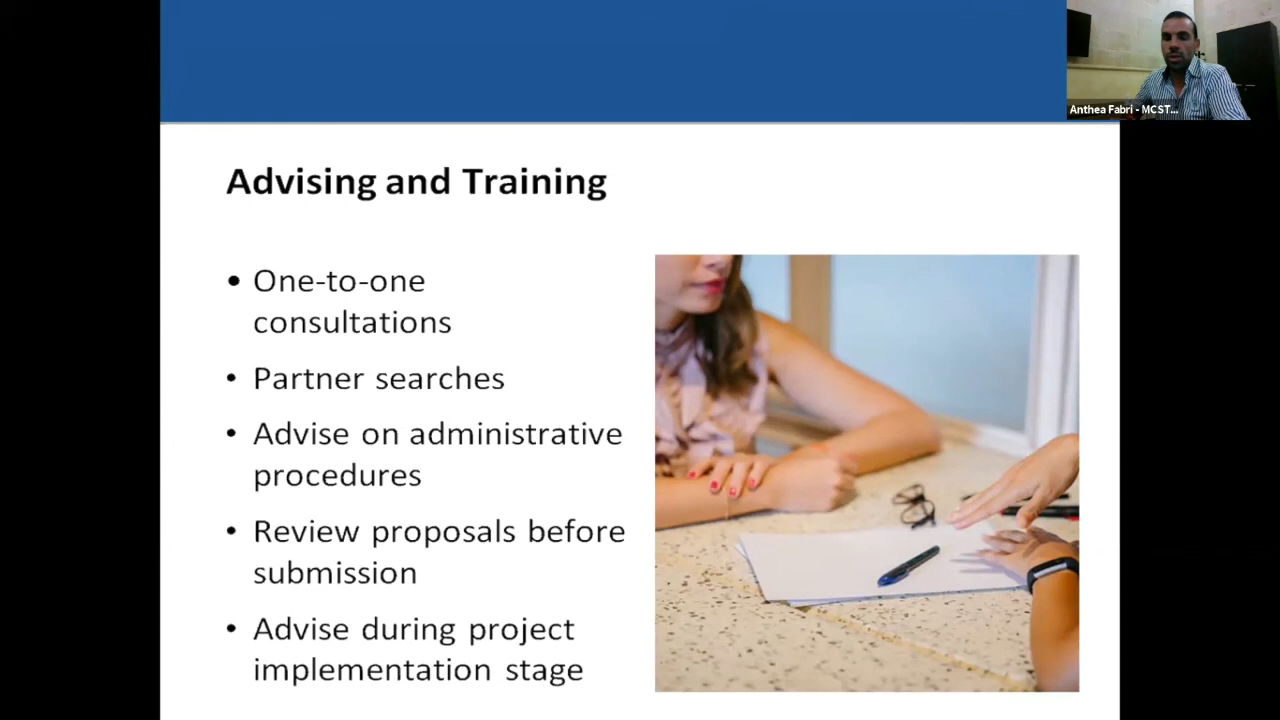 Anthea Fabri - MCST...
Advising and Training
• One-to-one
consultations
• Partner searches
• Advise on administrative
procedures
• Review proposals before
submission
• Advise during project
implementation stage